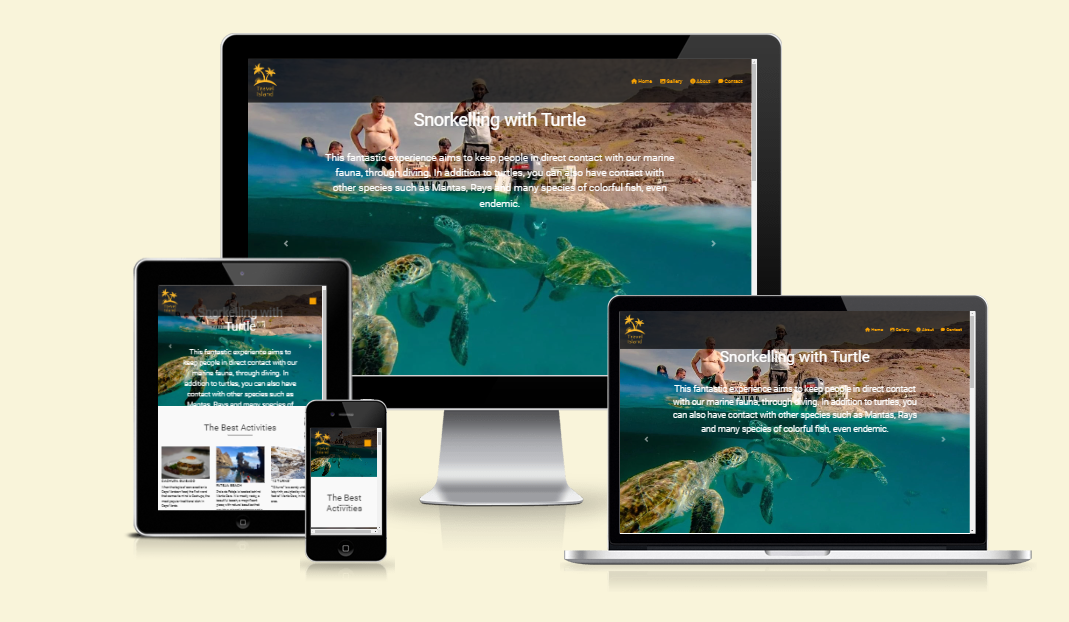 Travel
Island
Home Gallery About Contact
Snorkelling with Turtle
This fantastic experience aims to keep people in direct contact with our marine
fauna, through diving. In addition to turtles, you can also have contact with
other species such as Mantas, Rays and many species of colorful fish, even
endemic.
Travel
Island
Snorkelling with
Turtle
This fantastic experience aims to
keep people in direct contact with our
marine fauna, through diving. In
addition to turtles, you can also have
contact with other species such as
Mantas, Rays and many species of
The Best Activities
Travel
Island
The Best
Activities
Travel
Island
Home Gallery About Contact
Snorkelling with Turtle
This fantastic experience aims to keep people in direct contact
with our marine fauna, through diving. In addition to turtles, you
can also have contact with other species such as Mantas, Rays
and many species of colorful fish, even endemic.